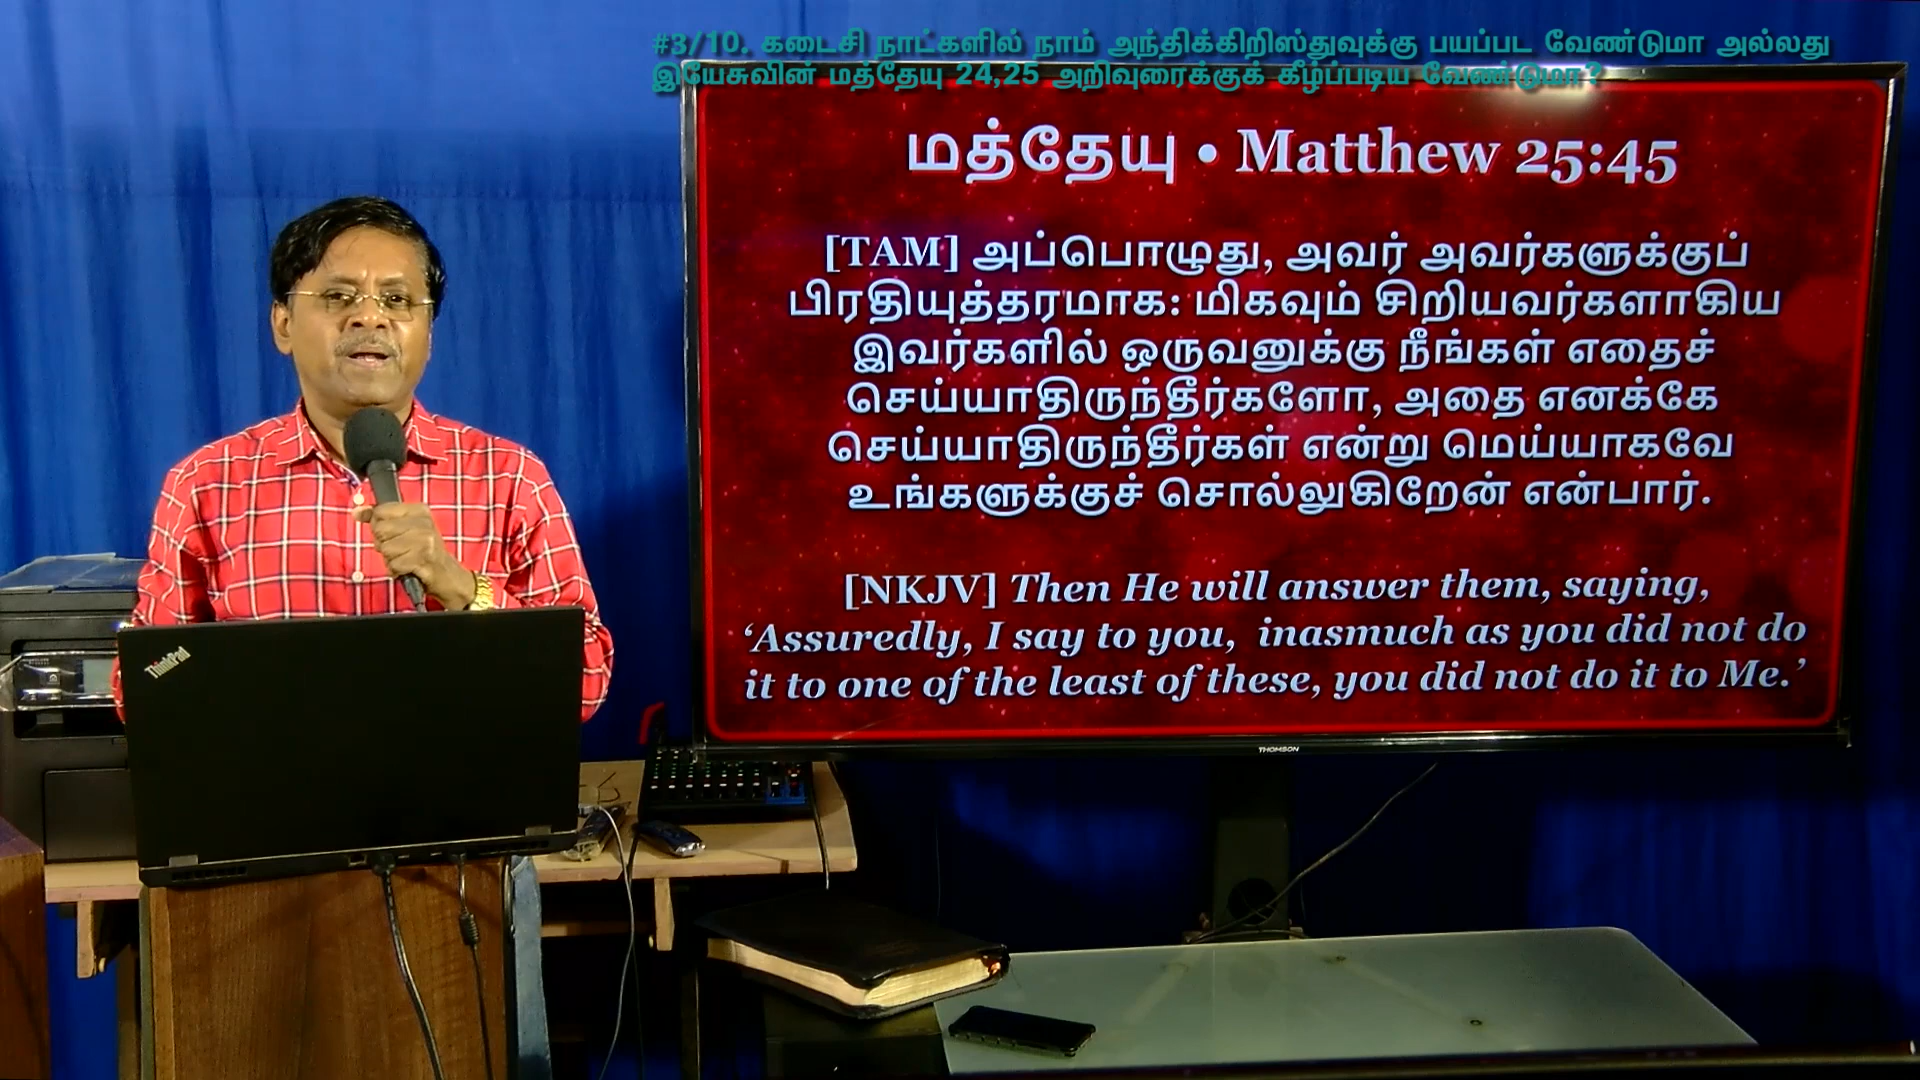 #3/10. கடைசி நாட்களில் நாம் அந்திக்கிறிஸ்துவுக்கு பயப்பட வேண்டுமா அல்லது
இயேசுவின் மத்தேயு 24,25 அறிவுரைக்குக் கீழ்ப்படிய வேண்டுமா?
மத்தேயு • Matthew 25:45
[TAM] அப்பொழுது, அவர் அவர்களுக்குப்
பிரதியுத்தரமாக: மிகவும் சிறியவர்களாகிய
இவர்களில் ஒருவனுக்கு நீங்கள் எதைச்
செய்யாதிருந்தீர்களோ, அதை எனக்கே
செய்யாதிருந்தீர்கள் என்று மெய்யாகவே
உங்களுக்குச் சொல்லுகிறேன் என்பார்.
[NKJV] Then He will answer them, saying,
‘Assuredly, I say to you, inasmuch as you did not do
it to one of the least of these, you did not do it to Me.’
THOMSON
ThinkPad